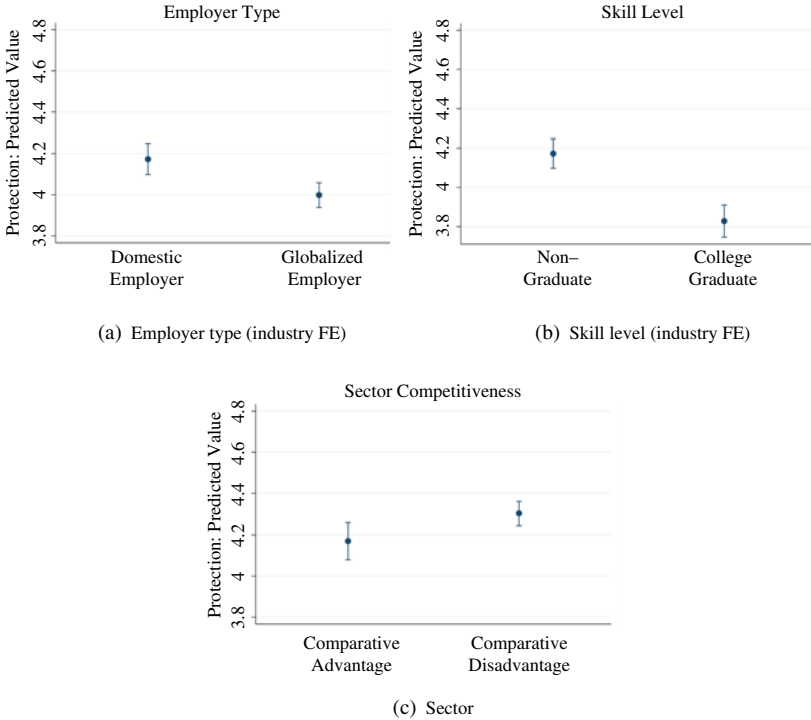 Employer Type
Protection: Predicted Value
4.8
4.6
4.4
4.2
4
3.8
Domestic
Employer
Globalized
Employer
(a) Employer type (industry FE)
Skill Level
Protection: Predicted Value
4.8
4.6
4.4
4.2
4
3.8
Non–
Graduate
College
Graduate
(b) Skill level (industry FE)
Sector Competitiveness
Protection: Predicted Value
4.8
4.6
4.4
4.2
4
3.8
Comparative
Advantage
Comparative
Disadvantage
(c) Sector